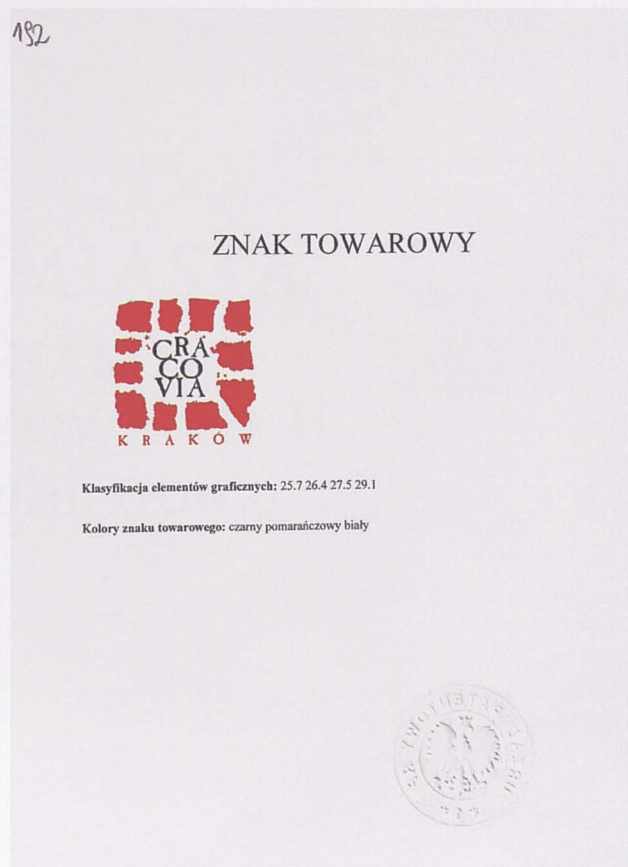 192
ZNAK TOWAROWY
CRA
CO
VIA
KRAKÓW
Klasyfikacja elementów graficznych: 25.7 26.4 27.5 29.1
Kolory znaku towarowego: czarny pomarańczowy biały